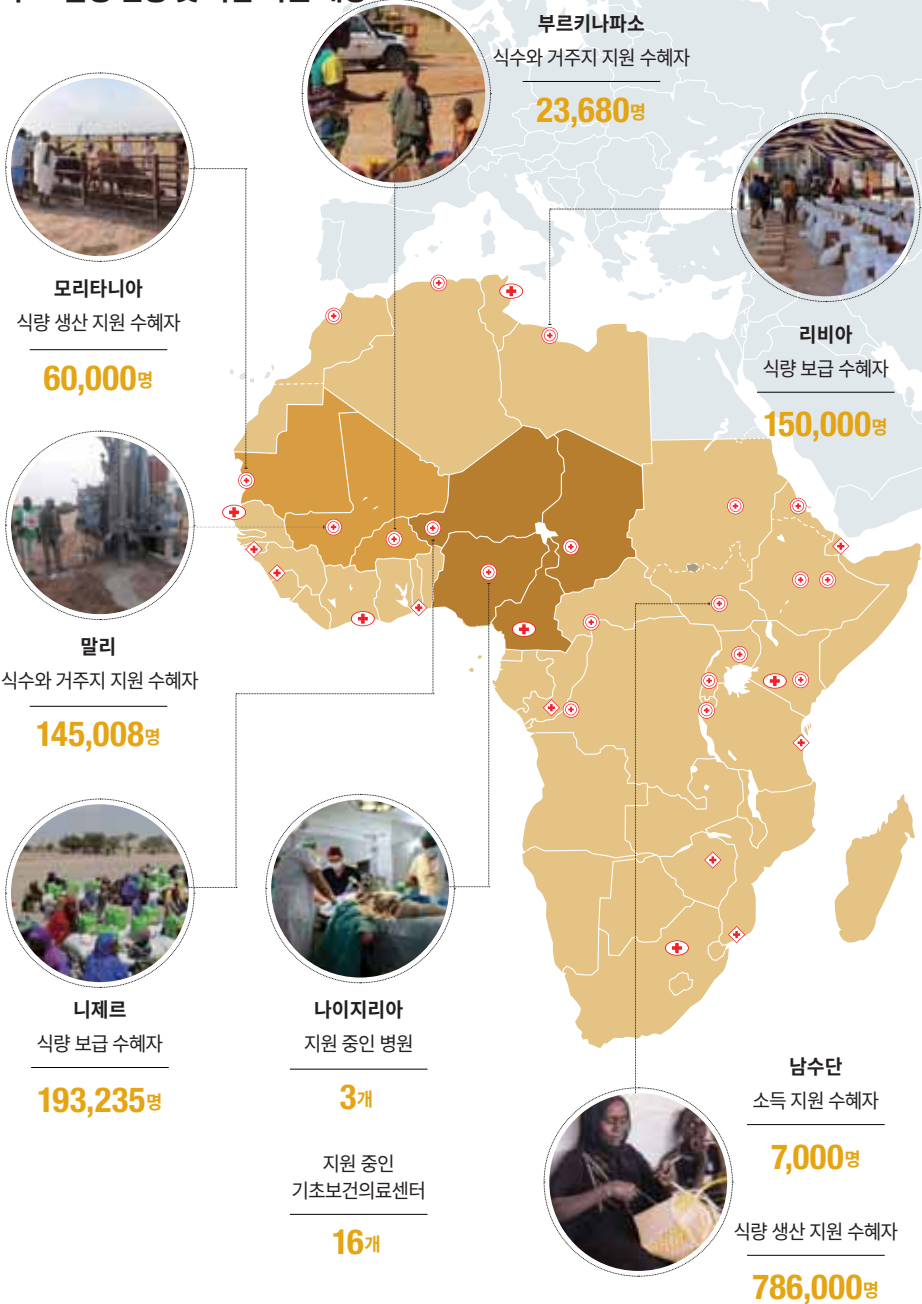 부르키나파소
식수와 거주지 지원 수혜자
23,680명
모리타니아
식량 생산 지원 수혜자
60,000명
리비아
식량 보급 수혜자
150,000명
말리
식수와 거주지 지원 수혜자
145,008명
니제르
식량 보급 수혜자
193,235명
나이지리아
지원 중인 병원
3개
지원 중인
기초보건의료센터
16개
남수단
소득 지원 수혜자
7,000명
식량 생산 지원 수혜자
786,000명